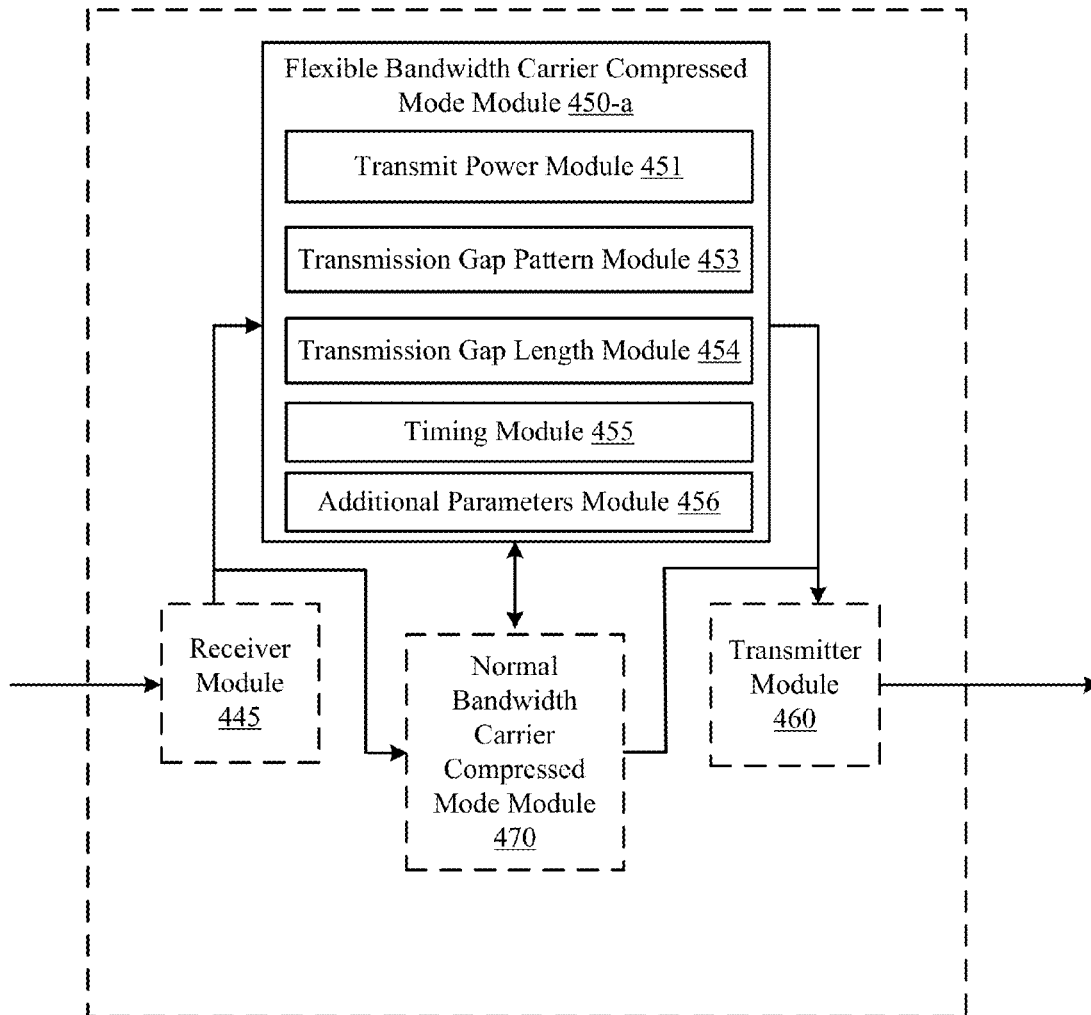 Flexible Bandwidth Carrier Compressed
Mode Module 450-a
Transmit Power Module 451
Transmission Gap Pattern Module 453
Transmission Gap Length Module 454
Timing Module 455
Additional Parameters Module 456
Receiver
Module
445
Normal
Bandwidth
Carrier
Compressed
Mode Module
470
Transmitter
Module
460